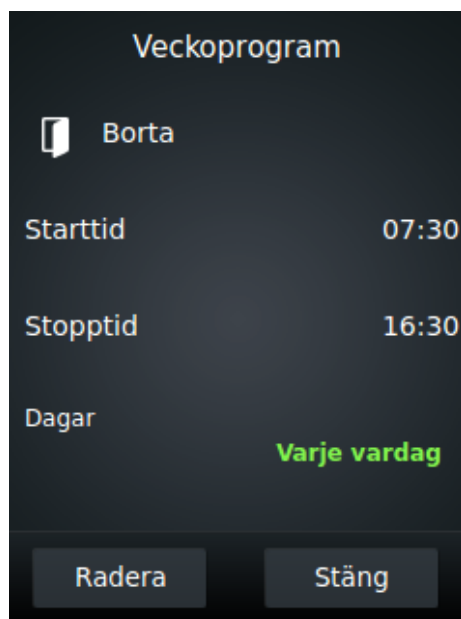 Veckoprogram
Borta
Starttid 07:30
Stopptid 16:30
Dagar
Varje vardag
Radera Stäng